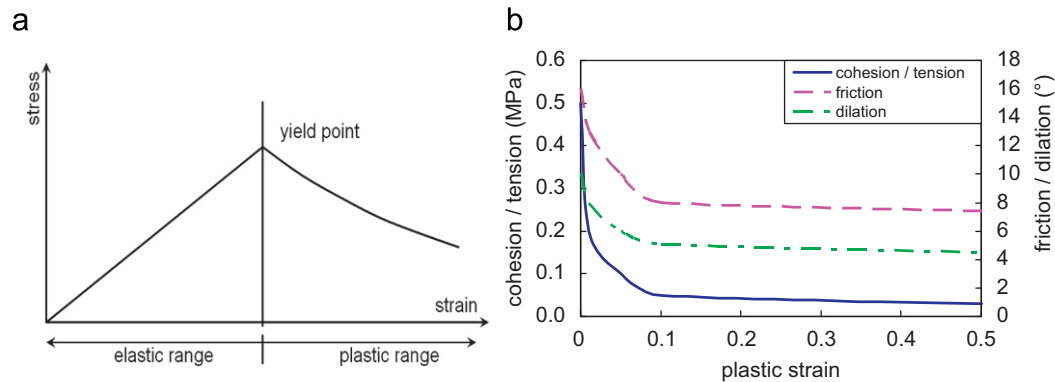 a
stress
yield point
strain
elastic range
plastic range
b
cohesion / tension (MPa)
0.6
0.5
0.4
0.3
0.2
0.1
0.0
cohesion / tension
friction
dilation
18
16
14
12
10
8
6
4
2
0
friction / dilation (°)
0 0.1 0.2 0.3 0.4 0.5
plastic strain